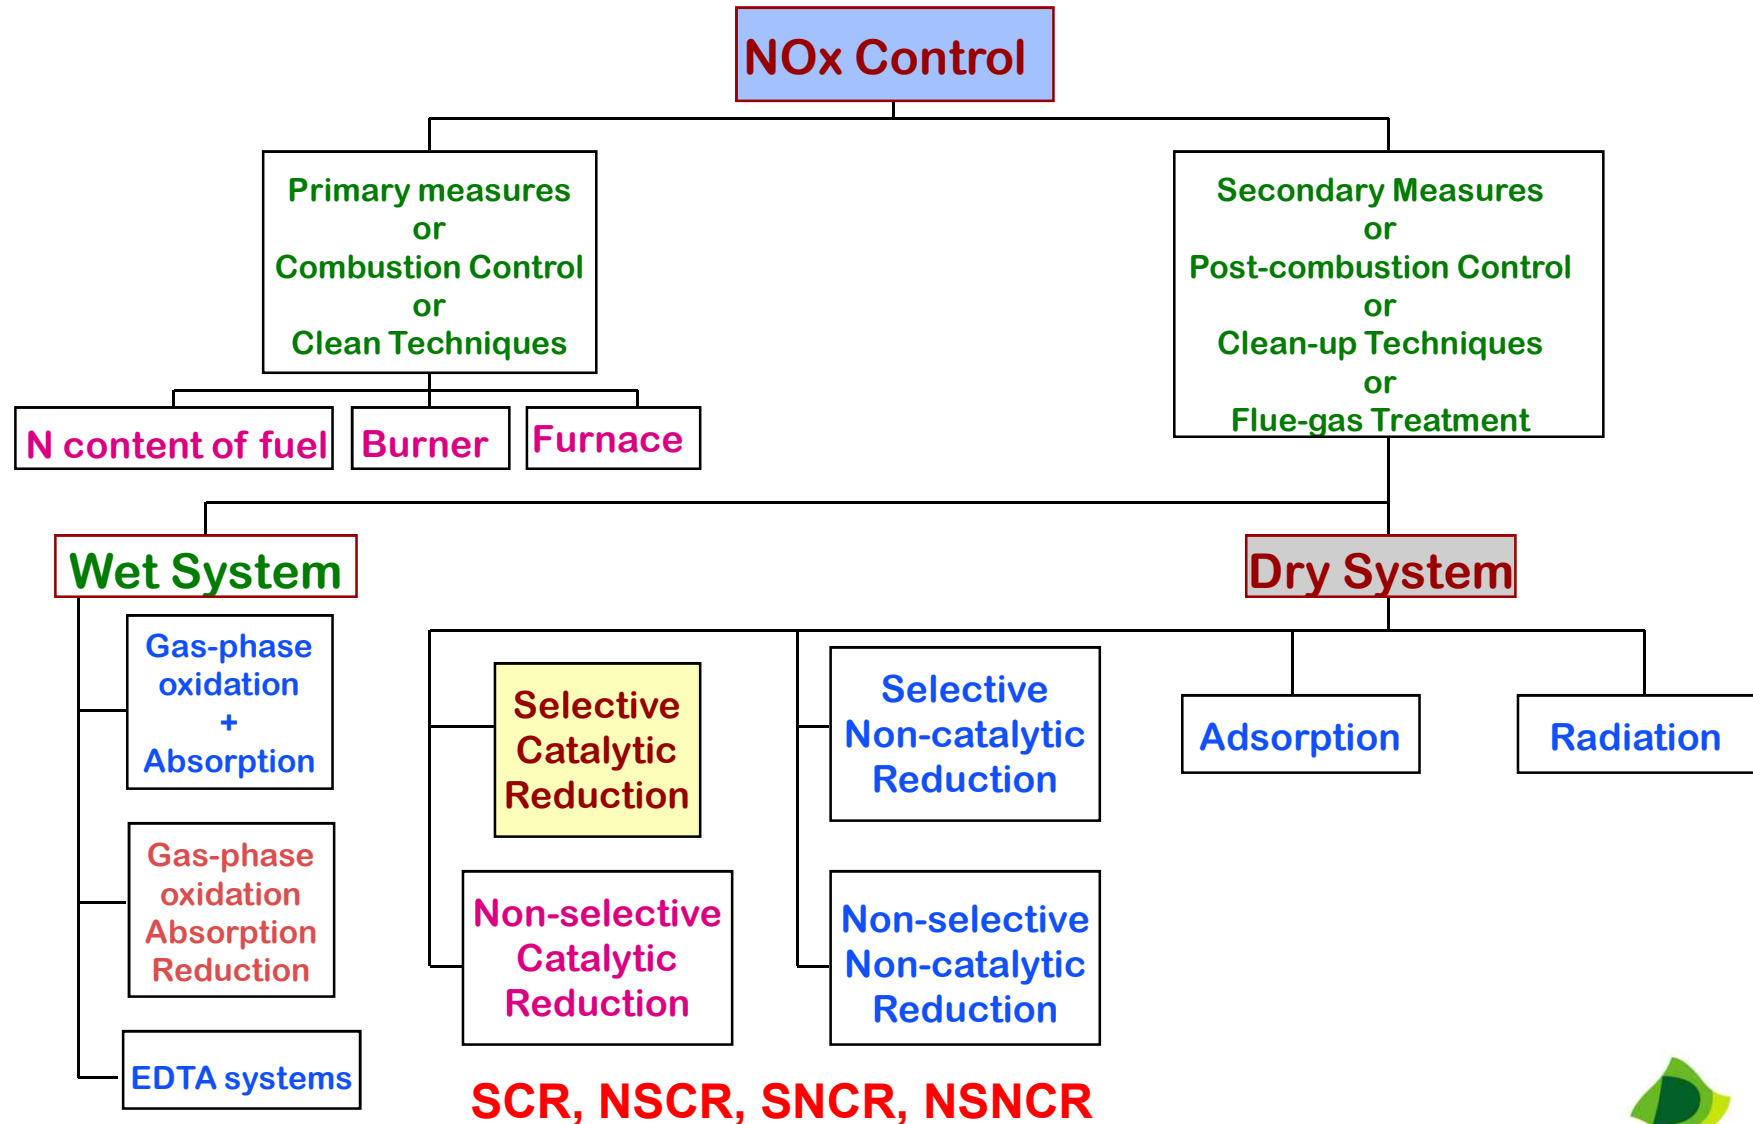 NOx Control
Primary measures
or
Combustion Control
or
Clean Techniques
Secondary Measures
or
Post-combustion Control
or
Clean-up Techniques
or
Flue-gas Treatment
N content of fuel
Burner
Furnace
Wet System
Dry System
Gas-phase
oxidation
+
Absorption
Gas-phase
oxidation
Absorption
Reduction
EDTA systems
Selective
Catalytic
Reduction
Non-selective
Catalytic
Reduction
Selective
Non-catalytic
Reduction
Non-selective
Non-catalytic
Reduction
Adsorption
Radiation
SCR, NSCR, SNCR, NSNCR